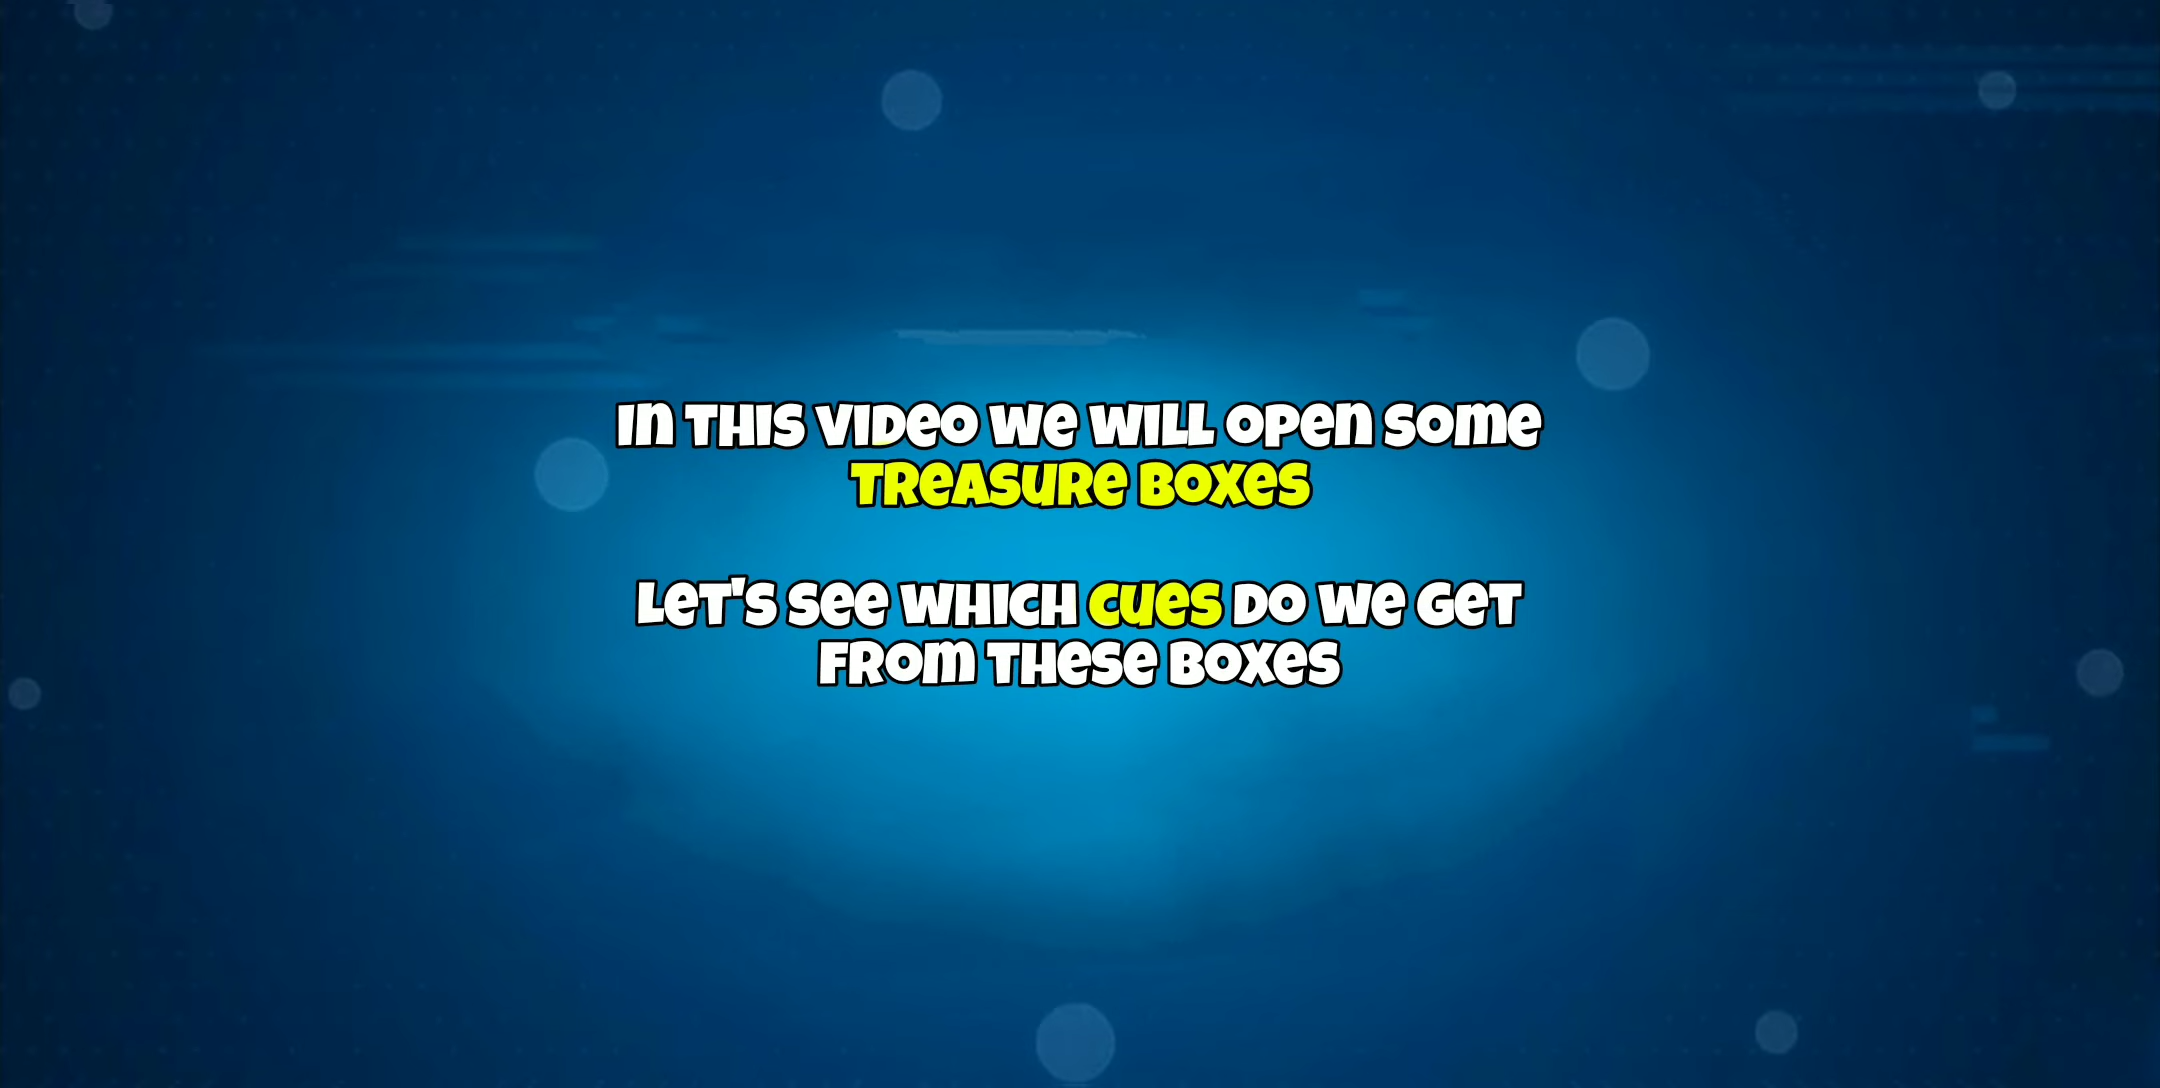 In this video we will open some
Treasure Boxes
Let's see which cues do we get
from these boxes